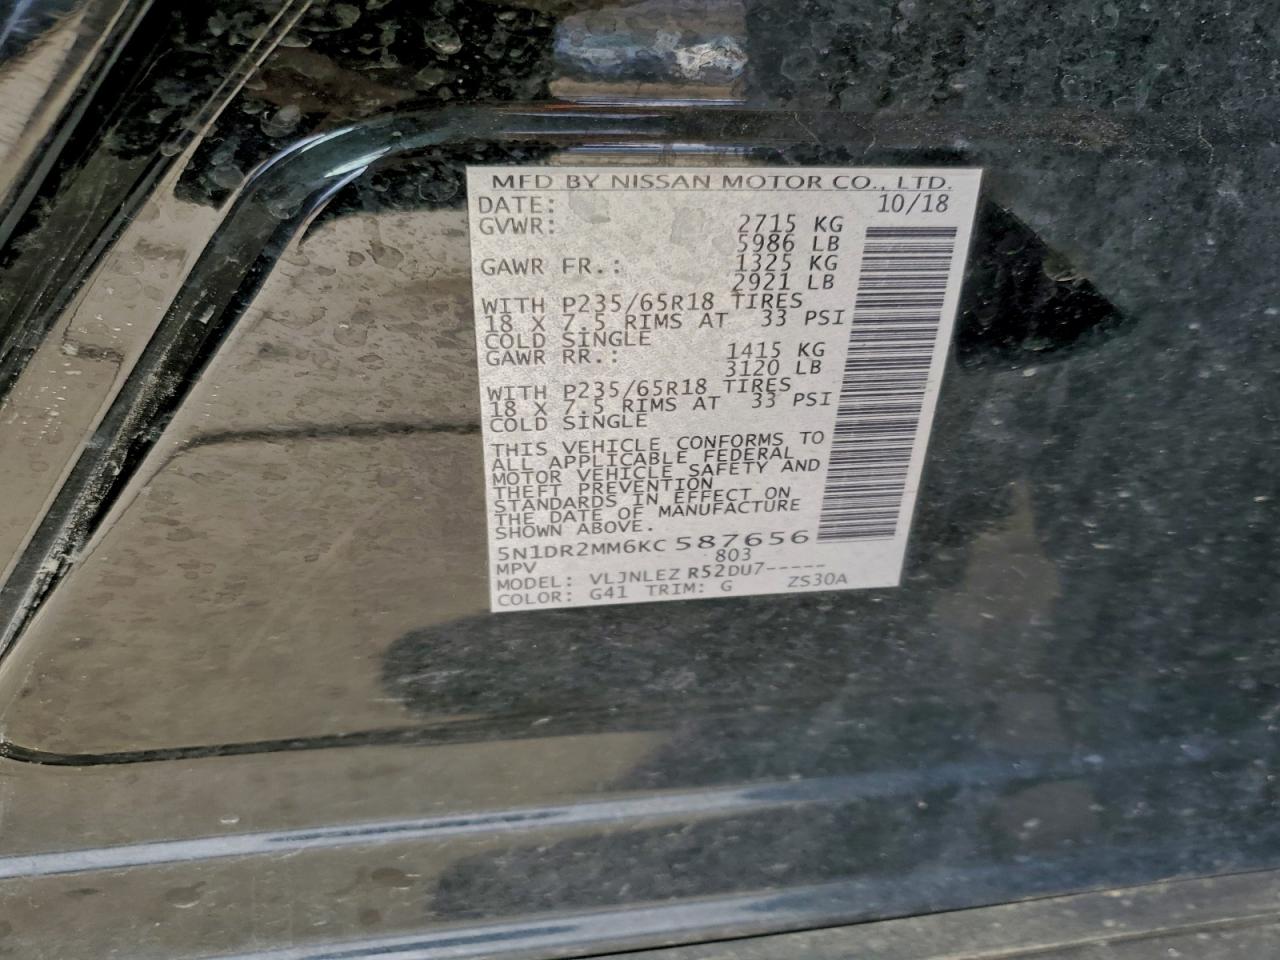 MFD BY NISSAN MOTOR CO., LTD.
DATE: 10/18
GVWR: 2715 KG
5986 LB
GAWR FR.: 1325 KG
2921 LB
WITH P235/65R18 TIRES
18 X 7.5 RIMS AT 33 PSI
COLD SINGLE
GAWR RR.: 1415 KG
3120 LB
WITH P235/65R18 TIRES
18 X 7.5 RIMS AT 33 PSI
COLD SINGLE
THIS VEHICLE CONFORMS TO
ALL APPLICABLE FEDERAL
MOTOR VEHICLE SAFETY AND
THEFT PREVENTION
STANDARDS IN EFFECT ON
THE DATE OF MANUFACTURE
SHOWN ABOVE.
5N1DR2MM6KC 587656
MPV 803
MODEL: VLJNLEZ R52DU7-----
COLOR: G41 TRIM: G ZS30A